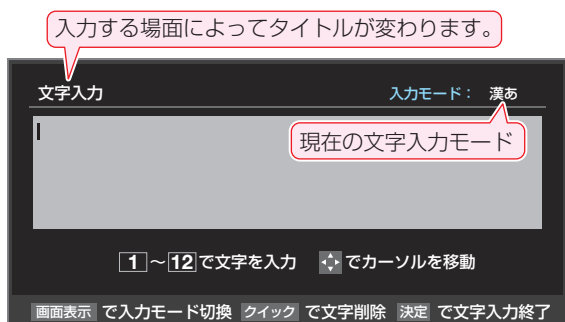 入力する場面によってタイトルが変わります。
文字入力 入力モード： 漢あ
現在の文字入力モード
1～12で文字を入力 でカーソルを移動
画面表示 で入力モード切換 クイック で文字削除 決定 で文字入力終了